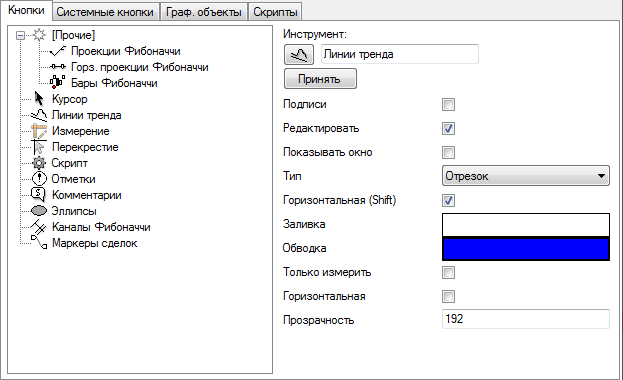 Кнопки
Системные кнопки
Граф. объекты
Скрипты
[Прочие]
Проекции Фибоначчи
Горз. проекции Фибоначчи
Бары Фибоначчи
Курсор
Линии тренда
Измерение
Перекрестие
Скрипт
Отметки
Комментарии
Эллипсы
Каналы Фибоначчи
Маркеры сделок
Инструмент:
Линии тренда
Принять
Подписи
Редактировать
Показывать окно
Тип
Отрезок
Горизонтальная (Shift)
Заливка
Обводка
Только измерить
Горизонтальная
Прозрачность
192